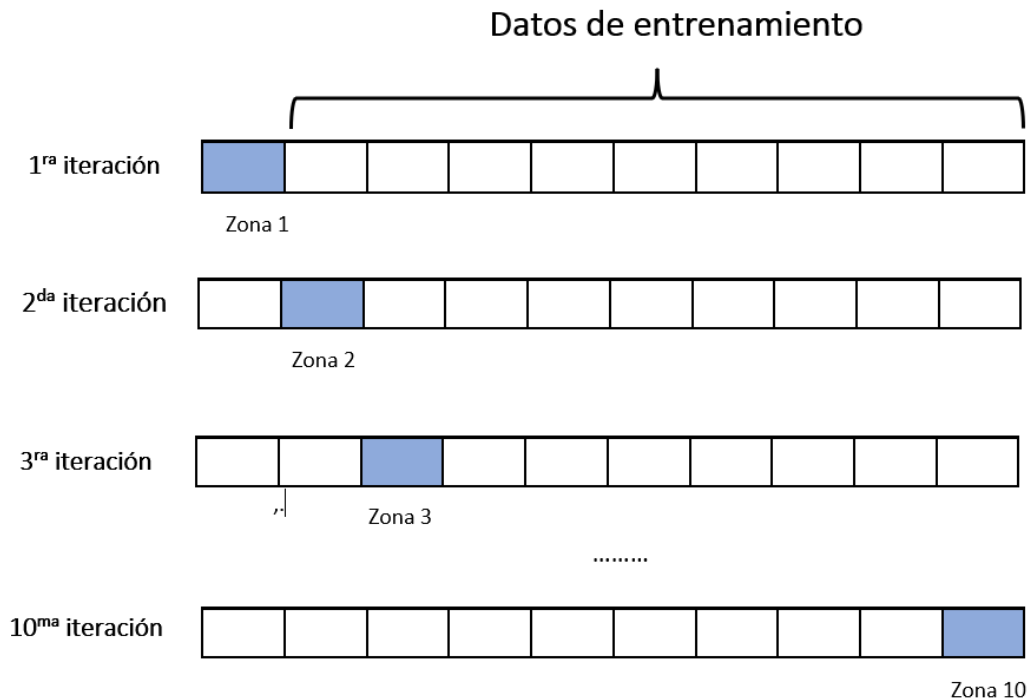 Datos de entrenamiento
1ra iteración
Zona 1
2da iteración
Zona 2
3ra iteración
,.
Zona 3
.........
10ma iteración
Zona 10